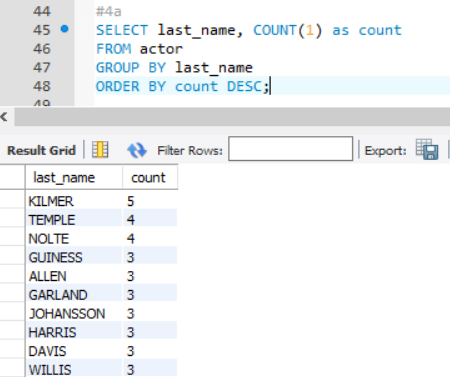 44 #4a
45 SELECT last_name, COUNT(1) as count
46 FROM actor
47 GROUP BY last_name
48 ORDER BY count DESC;
49
Result Grid Filter Rows: Export:
last_name count
KILMER 5
TEMPLE 4
NOLTE 4
GUINESS 3
ALLEN 3
GARLAND 3
JOHANSSON 3
HARRIS 3
DAVIS 3
WILLIS 3